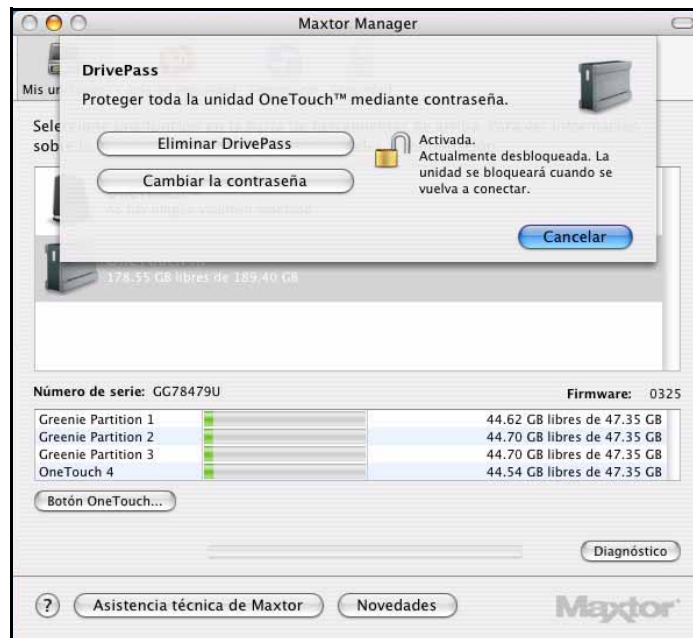 Maxtor Manager
DrivePass
Mis un
Proteger toda la unidad OneTouch™ mediante contraseña.
Sele
sob
Eliminar DrivePass
Cambiar la contraseña
Activada.
Actualmente desbloqueada. La
unidad se bloqueará cuando se
vuelva a conectar.
Cancelar
178.55 GB libres de 189.40 GB
Número de serie: GG78479U
Firmware: 0325
Greenie Partition 1 44.62 GB libres de 47.35 GB
Greenie Partition 2 44.70 GB libres de 47.35 GB
Greenie Partition 3 44.70 GB libres de 47.35 GB
OneTouch 4 44.54 GB libres de 47.35 GB
Botón OneTouch...
Diagnóstico
?
Asistencia técnica de Maxtor
Novedades
Maxtor